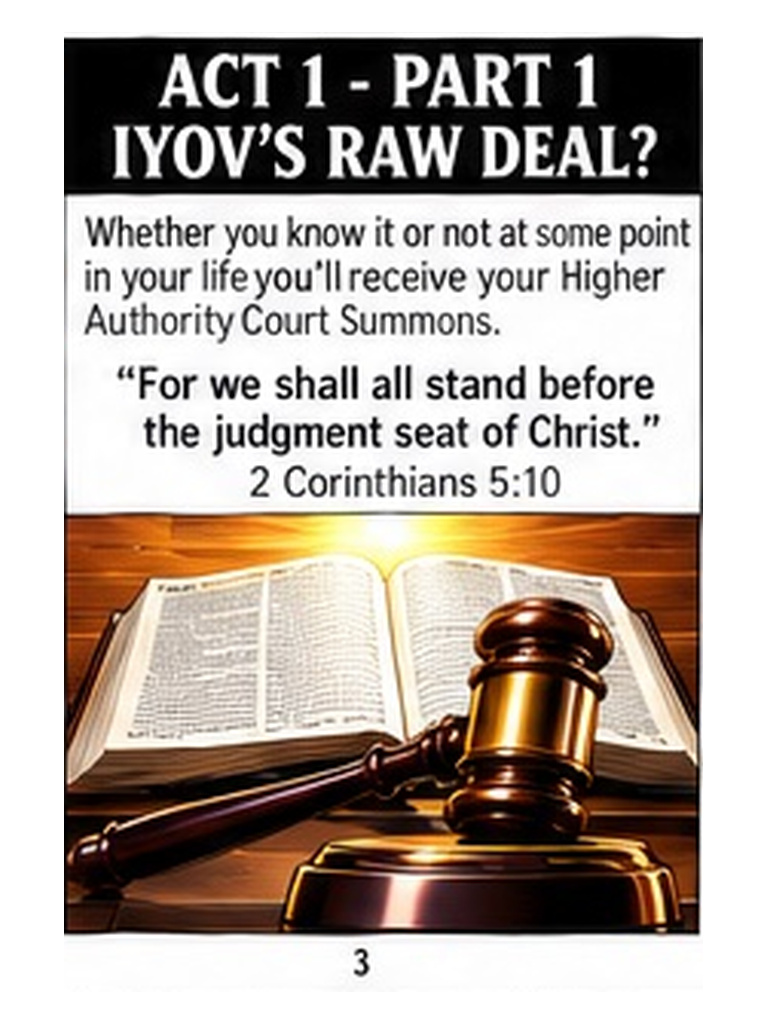 ACT 1 - PART 1
IYOV'S RAW DEAL?
Whether you know it or not at some point
in your life you'll receive your Higher
Authority Court Summons.
“For we shall all stand before
the judgment seat of Christ.”
2 Corinthians 5:10
3